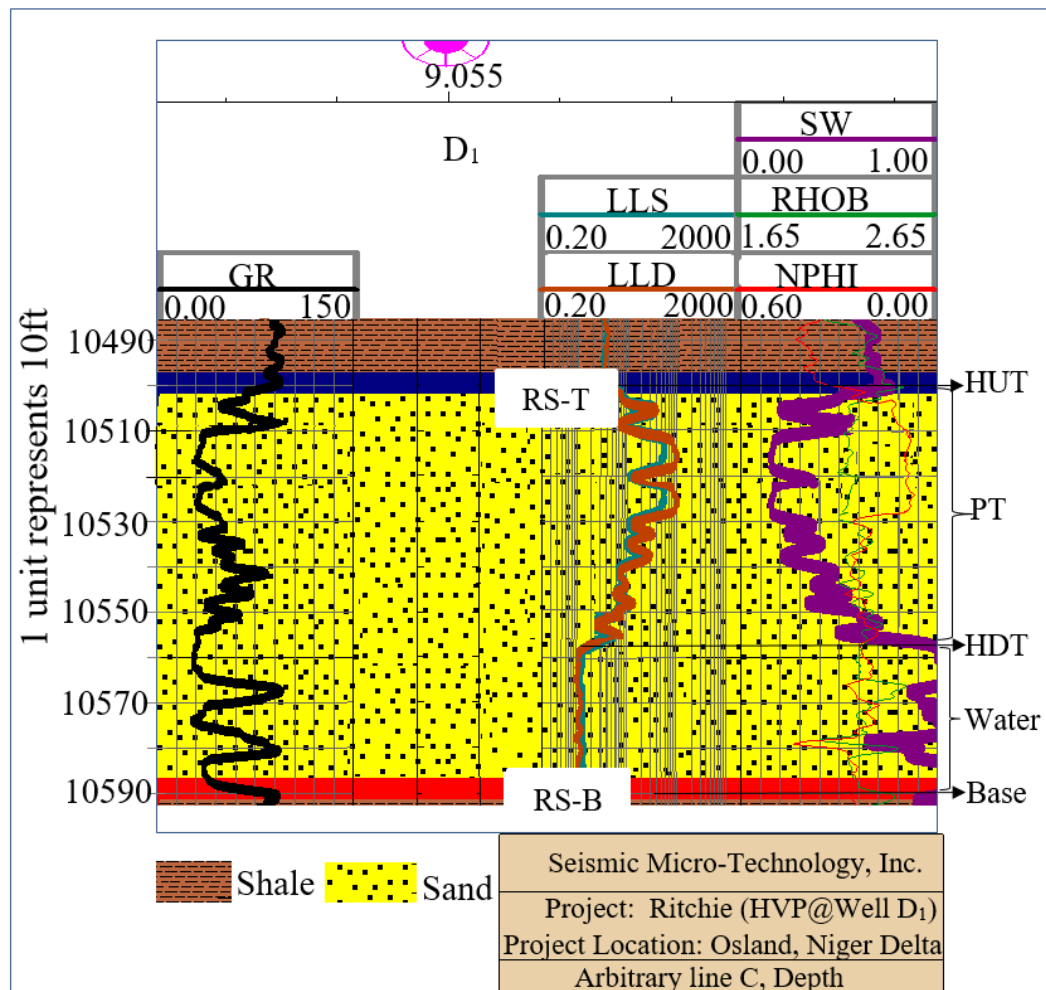 9.055
D₁
SW
0.00 1.00
LLS
RHOB
0.20 2000
1.65 2.65
GR
LLD
NPHI
0.00 150
0.20 2000
0.60 0.00
1 unit represents 10ft
10490
HUT
RS-T
10510
PT
10530
10550
HDT
10570
Water
10590
RS-B
Base
Shale
Sand
Seismic Micro-Technology, Inc.
Project: Ritchie (HVP@Well D₁)
Project Location: Osland, Niger Delta
Arbitrary line C, Depth